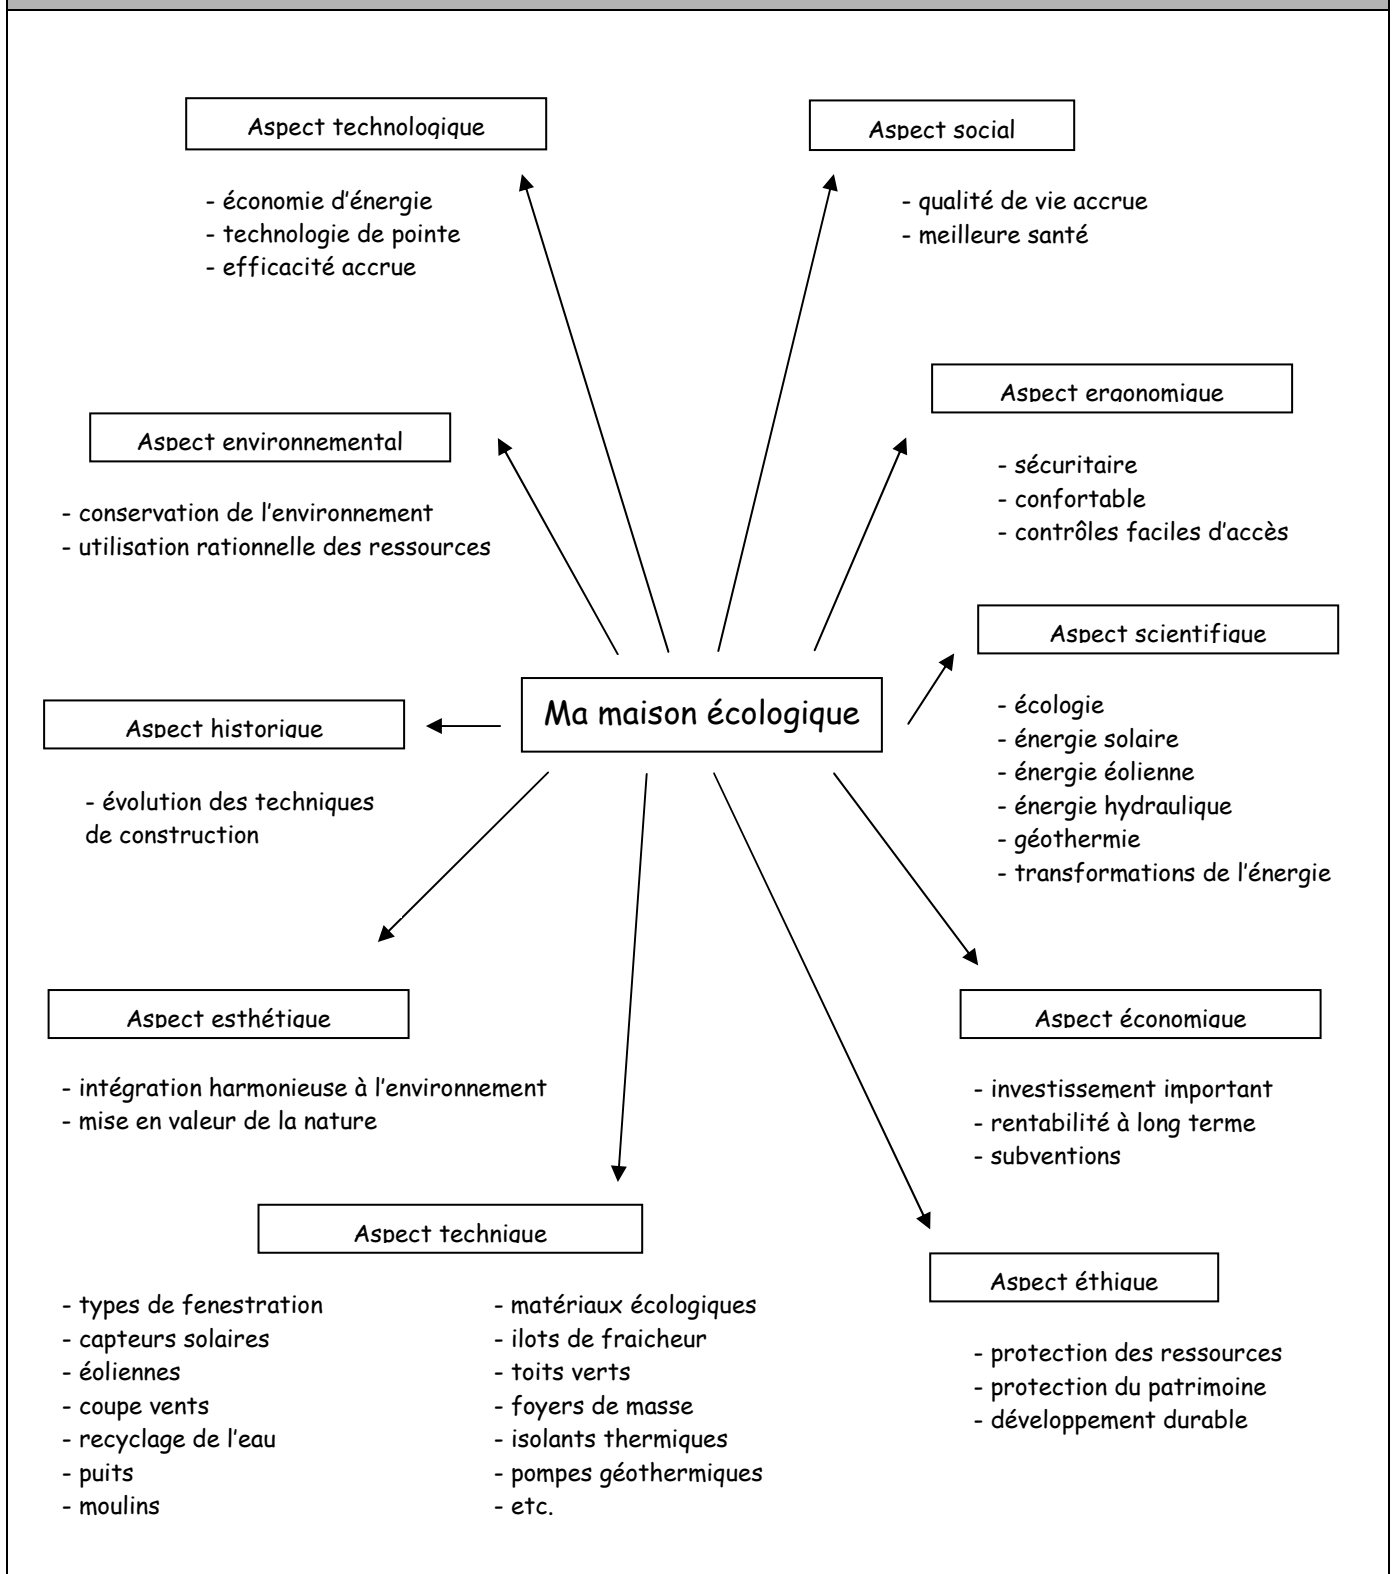 Aspect technologique
- économie d'énergie
- technologie de pointe
- efficacité accrue
Aspect social
- qualité de vie accrue
- meilleure santé
Aspect environnemental
- conservation de l'environnement
- utilisation rationnelle des ressources
Aspect ergonomique
- sécuritaire
- confortable
- contrôles faciles d'accès
Aspect scientifique
- écologie
- énergie solaire
- énergie éolienne
- énergie hydraulique
- géothermie
- transformations de l'énergie
Ma maison écologique
Aspect historique
- évolution des techniques
de construction
Aspect esthétique
- intégration harmonieuse à l'environnement
- mise en valeur de la nature
Aspect économique
- investissement important
- rentabilité à long terme
- subventions
Aspect technique
- types de fenestration
- capteurs solaires
- éoliennes
- coupe vents
- recyclage de l'eau
- puits
- moulins
- matériaux écologiques
- ilots de fraicheur
- toits verts
- foyers de masse
- isolants thermiques
- pompes géothermiques
- etc.
Aspect éthique
- protection des ressources
- protection du patrimoine
- développement durable